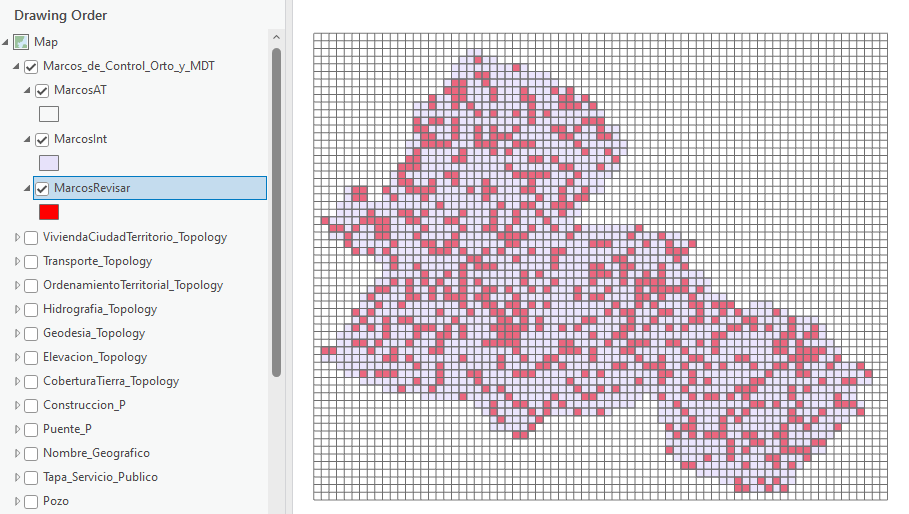 Drawing Order
Map
Marcos_de_Control_Orto_y_MDT
MarcosAT
MarcosInt
MarcosRevisar
ViviendaCiudadTerritorio_Topology
Transporte_Topology
OrdenamientoTerritorial_Topology
Hidrografia_Topology
Geodesia_Topology
Elevacion_Topology
CoberturaTierra_Topology
Construccion_P
Puente_P
Nombre_Geografico
Tapa_Servicio_Publico
Pozo